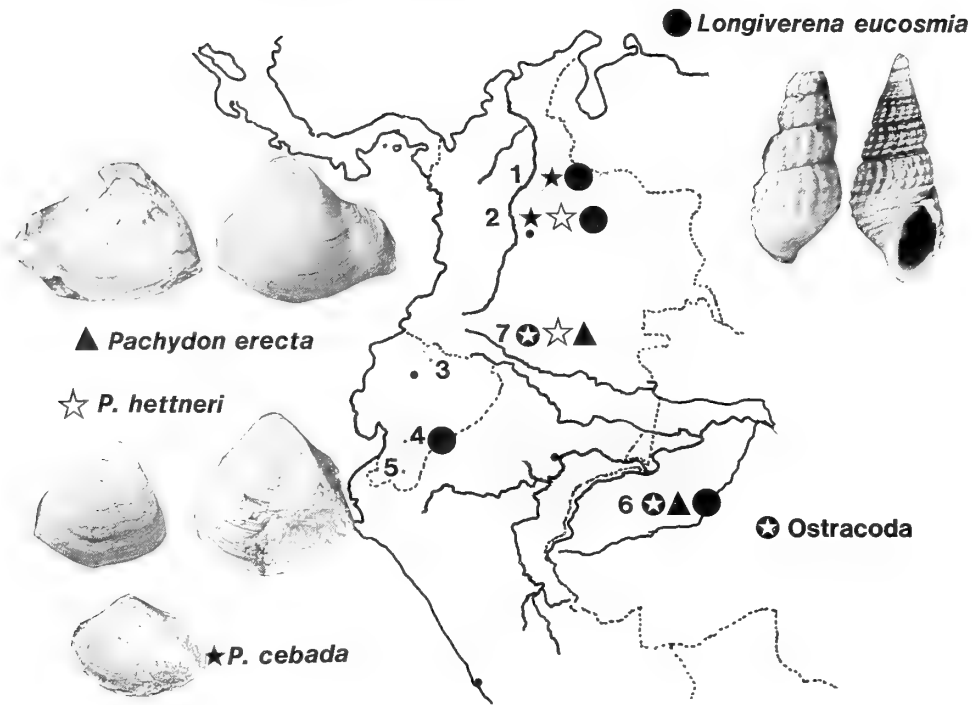 Longiverena eucosmia
1
2
Pachydon erecta
7
3
P. hettneri
4
5
6
Ostracoda
P. cebada